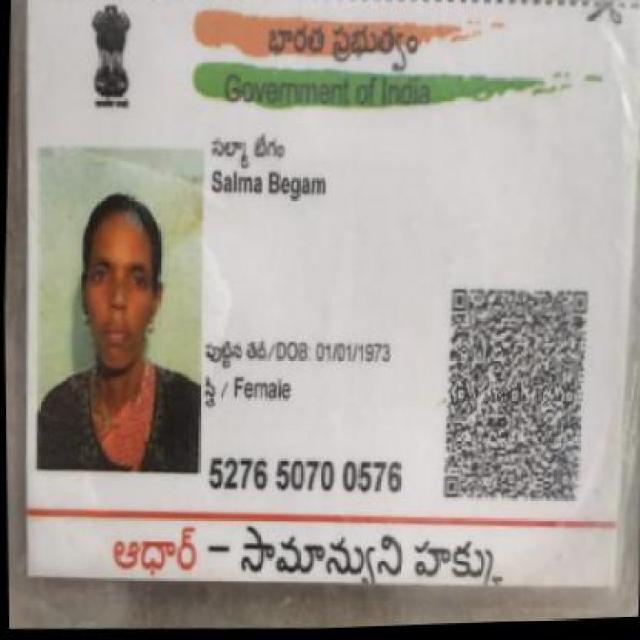 భారత ప్రభుత్వం
Government of India
సల్మా బేగం
Salma Begam
పుట్టిన తేదీ/DOB: 01/01/1973
స్త్రీ / Female
5276 5070 0576
ఆధార్ – సామాన్యుని హక్కు